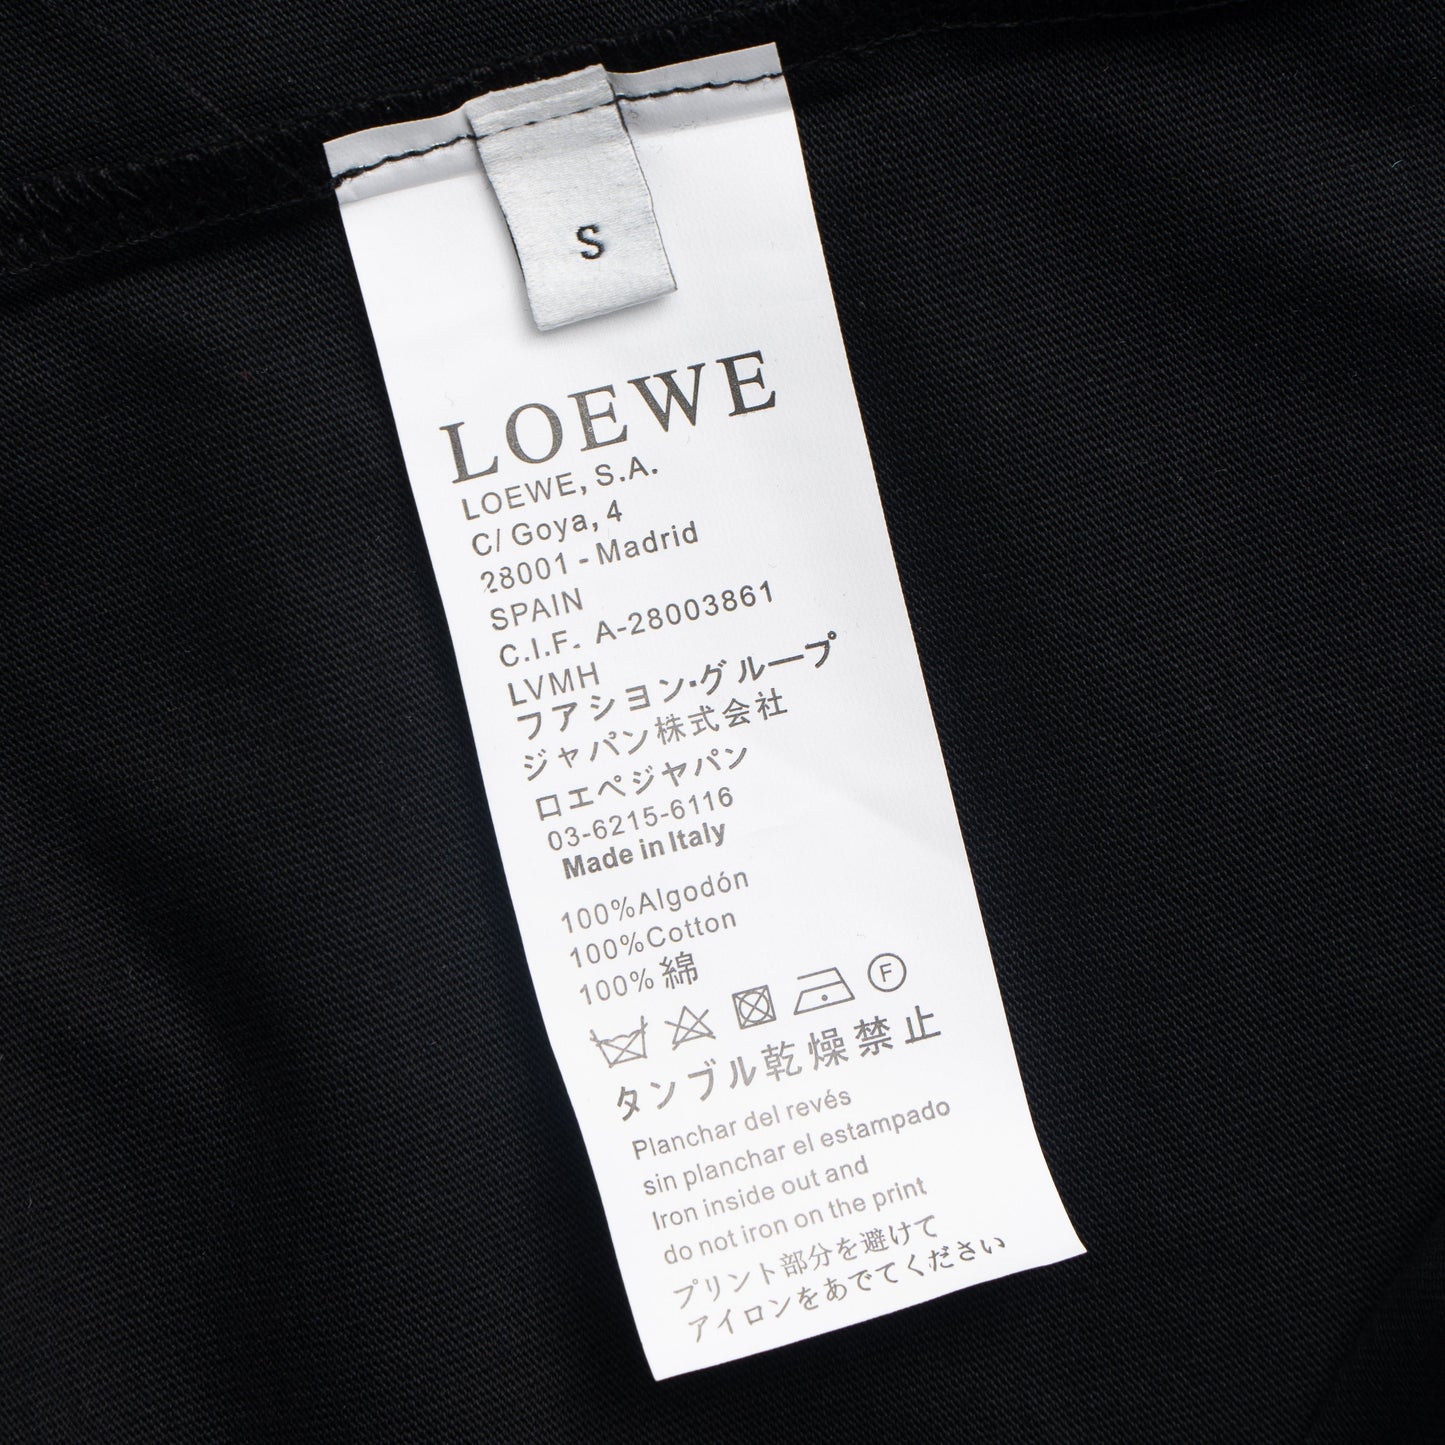 S
LOEWE
LOEWE, S.A.
C/ Goya, 4
28001 - Madrid
SPAIN
C.I.F. A-28003861
LVMH
ファション・グループ
ジャパン株式会社
ロエペジヤパン
03-6215-6116
Made in Italy
100%Algodón
100%Cotton
100% 綿
F
タンブル乾燥禁止
Planchar del revés
sin planchar el estampado
Iron inside out and
do not iron on the print
プリント部分を避けて
アイロンをあでてください